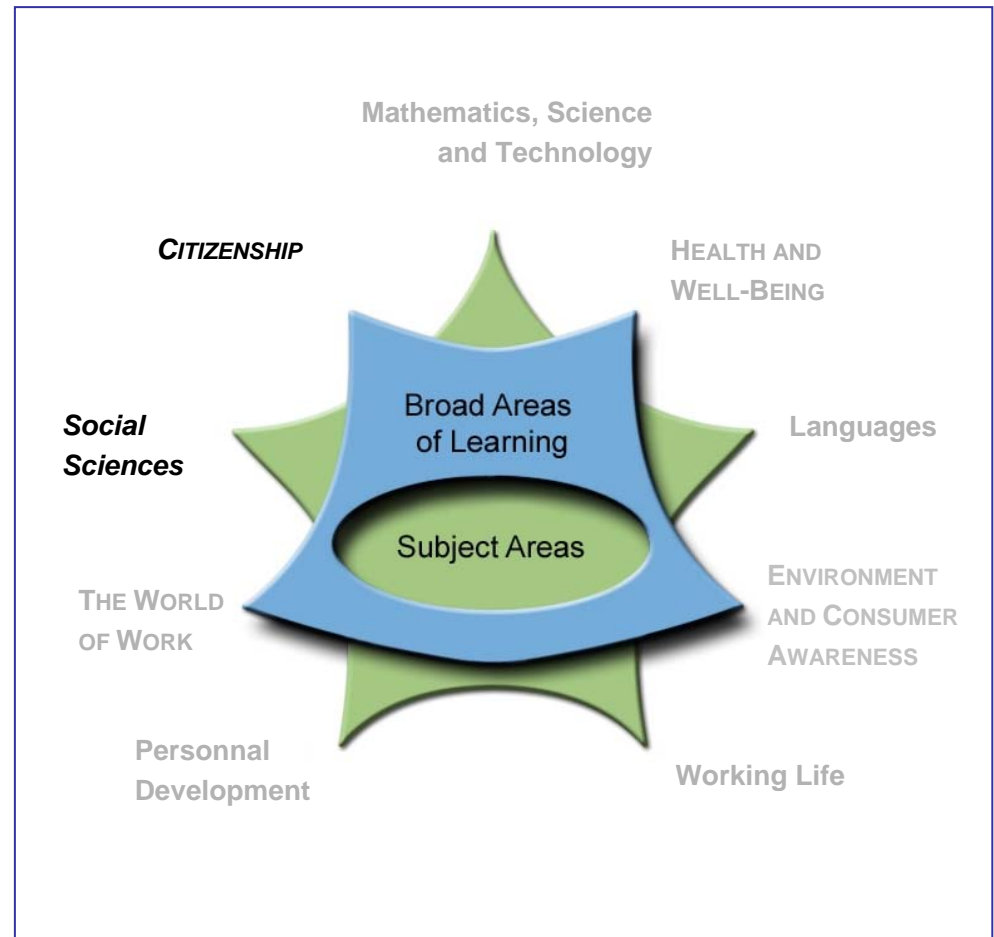 Mathematics, Science
and Technology
CITIZENSHIP
HEALTH AND
WELL-BEING
Broad Areas
of Learning
Social
Sciences
Languages
Subject Areas
THE WORLD
OF WORK
ENVIRONMENT
AND CONSUMER
AWARENESS
Personnal
Development
Working Life